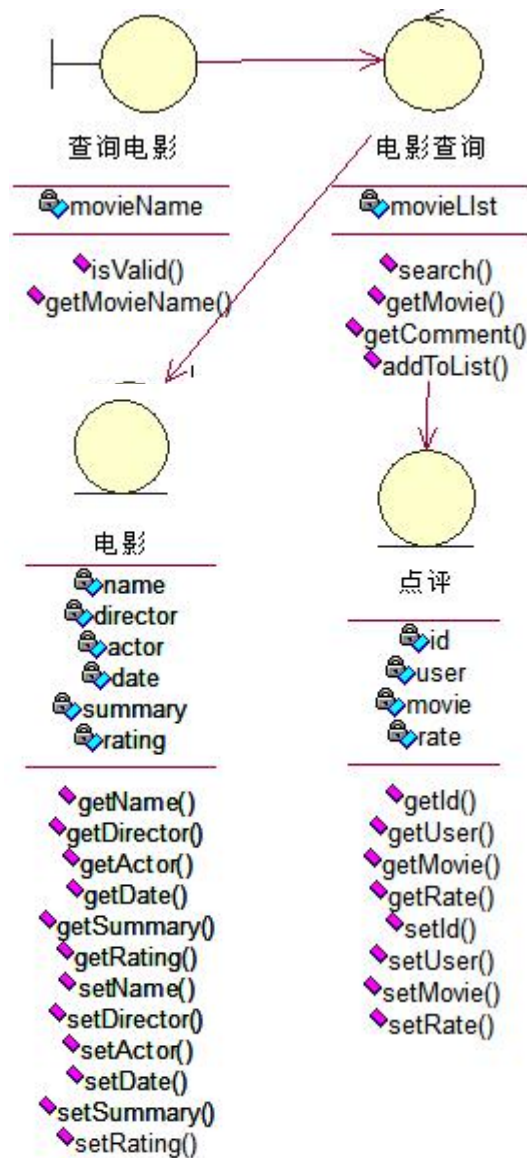 查询电影
movieName
isValid()
getMovieName()
电影查询
movieLIst
search()
getMovie()
getComment()
addToList()
电影
name
director
actor
date
summary
rating
getName()
getDirector()
getActor()
getDate()
getSummary()
getRating()
setName()
setDirector()
setActor()
setDate()
setSummary()
setRating()
点评
id
user
movie
rate
getId()
getUser()
getMovie()
getRate()
setId()
setUser()
setMovie()
setRate()